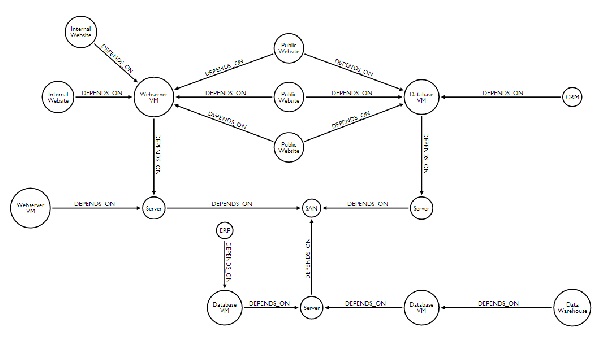 Internal
Website
DEPENDS_ON
Public
Website
DEPENDS_ON
DEPENDS_ON
Internal
Website
DEPENDS_ON
Webserver
VM
DEPENDS_ON
Public
Website
DEPENDS_ON
Database
VM
DEPENDS_ON
CRM
DEPENDS_ON
DEPENDS_ON
Public
Website
DEPENDS_ON
DEPENDS_ON
Webserver
VM
DEPENDS_ON
Server
DEPENDS_ON
SAN
DEPENDS_ON
Server
ERP
DEPENDS_ON
DEPENDS_ON
Database
VM
DEPENDS_ON
Server
DEPENDS_ON
Database
VM
DEPENDS_ON
Data
Warehouse